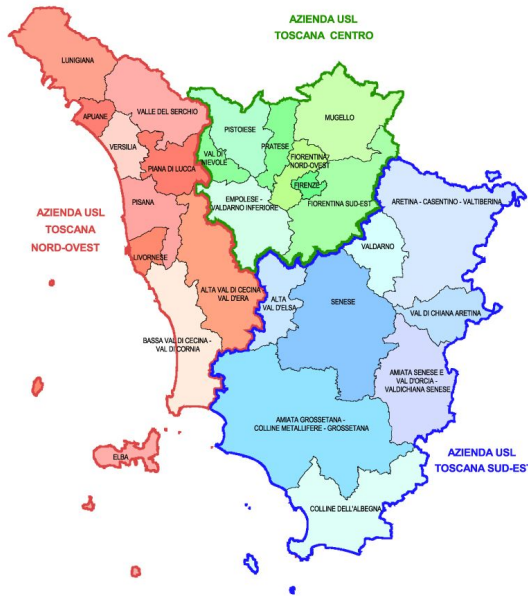 AZIENDA USL
TOSCANA CENTRO
LUNIGIANA
APUANE
VALLE DEL SERCHIO
VERSILIA
PIANA DI LUCCA
PISANA
LIVORNESE
ALTA VAL DI CECINA -
VAL D'ERA
BASSA VAL DI CECINA -
VAL DI CORNIA
ELBA
AZIENDA USL
TOSCANA
NORD-OVEST
PISTOIESE
VAL DI
NIEVOLE
PRATESE
MUGELLO
FIORENTINA
NORD-OVEST
FIRENZE
EMPOLESE -
VALDARNO INFERIORE
FIORENTINA SUD-EST
ARETINA - CASENTINO - VALTIBERINA
VALDARNO
ALTA
VAL D'ELSA
SENESE
VAL DI CHIANA ARETINA
AMIATA SENESE E
VAL D'ORCIA -
VALDICHIANA SENESE
AMIATA GROSSETANA -
COLLINE METALLIFERE - GROSSETANA
COLLINE DELL'ALBEGNA
AZIENDA USL
TOSCANA SUD-EST